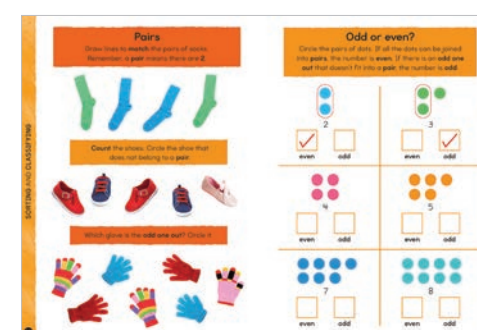 SORTING AND CLASSIFYING
Pairs
Draw lines to match the pairs of socks.
Remember, a pair means there are 2.
Count the shoes. Circle the shoe that
does not belong to a pair.
Which glove is the odd one out? Circle it.
Odd or even?
Circle the pairs of dots. If all the dots can be joined
into pairs, the number is even. If there is an odd one
out that doesn't fit into a pair, the number is odd.
2
3
even odd
even odd
4
5
even odd
even odd
7
8
even odd
even odd